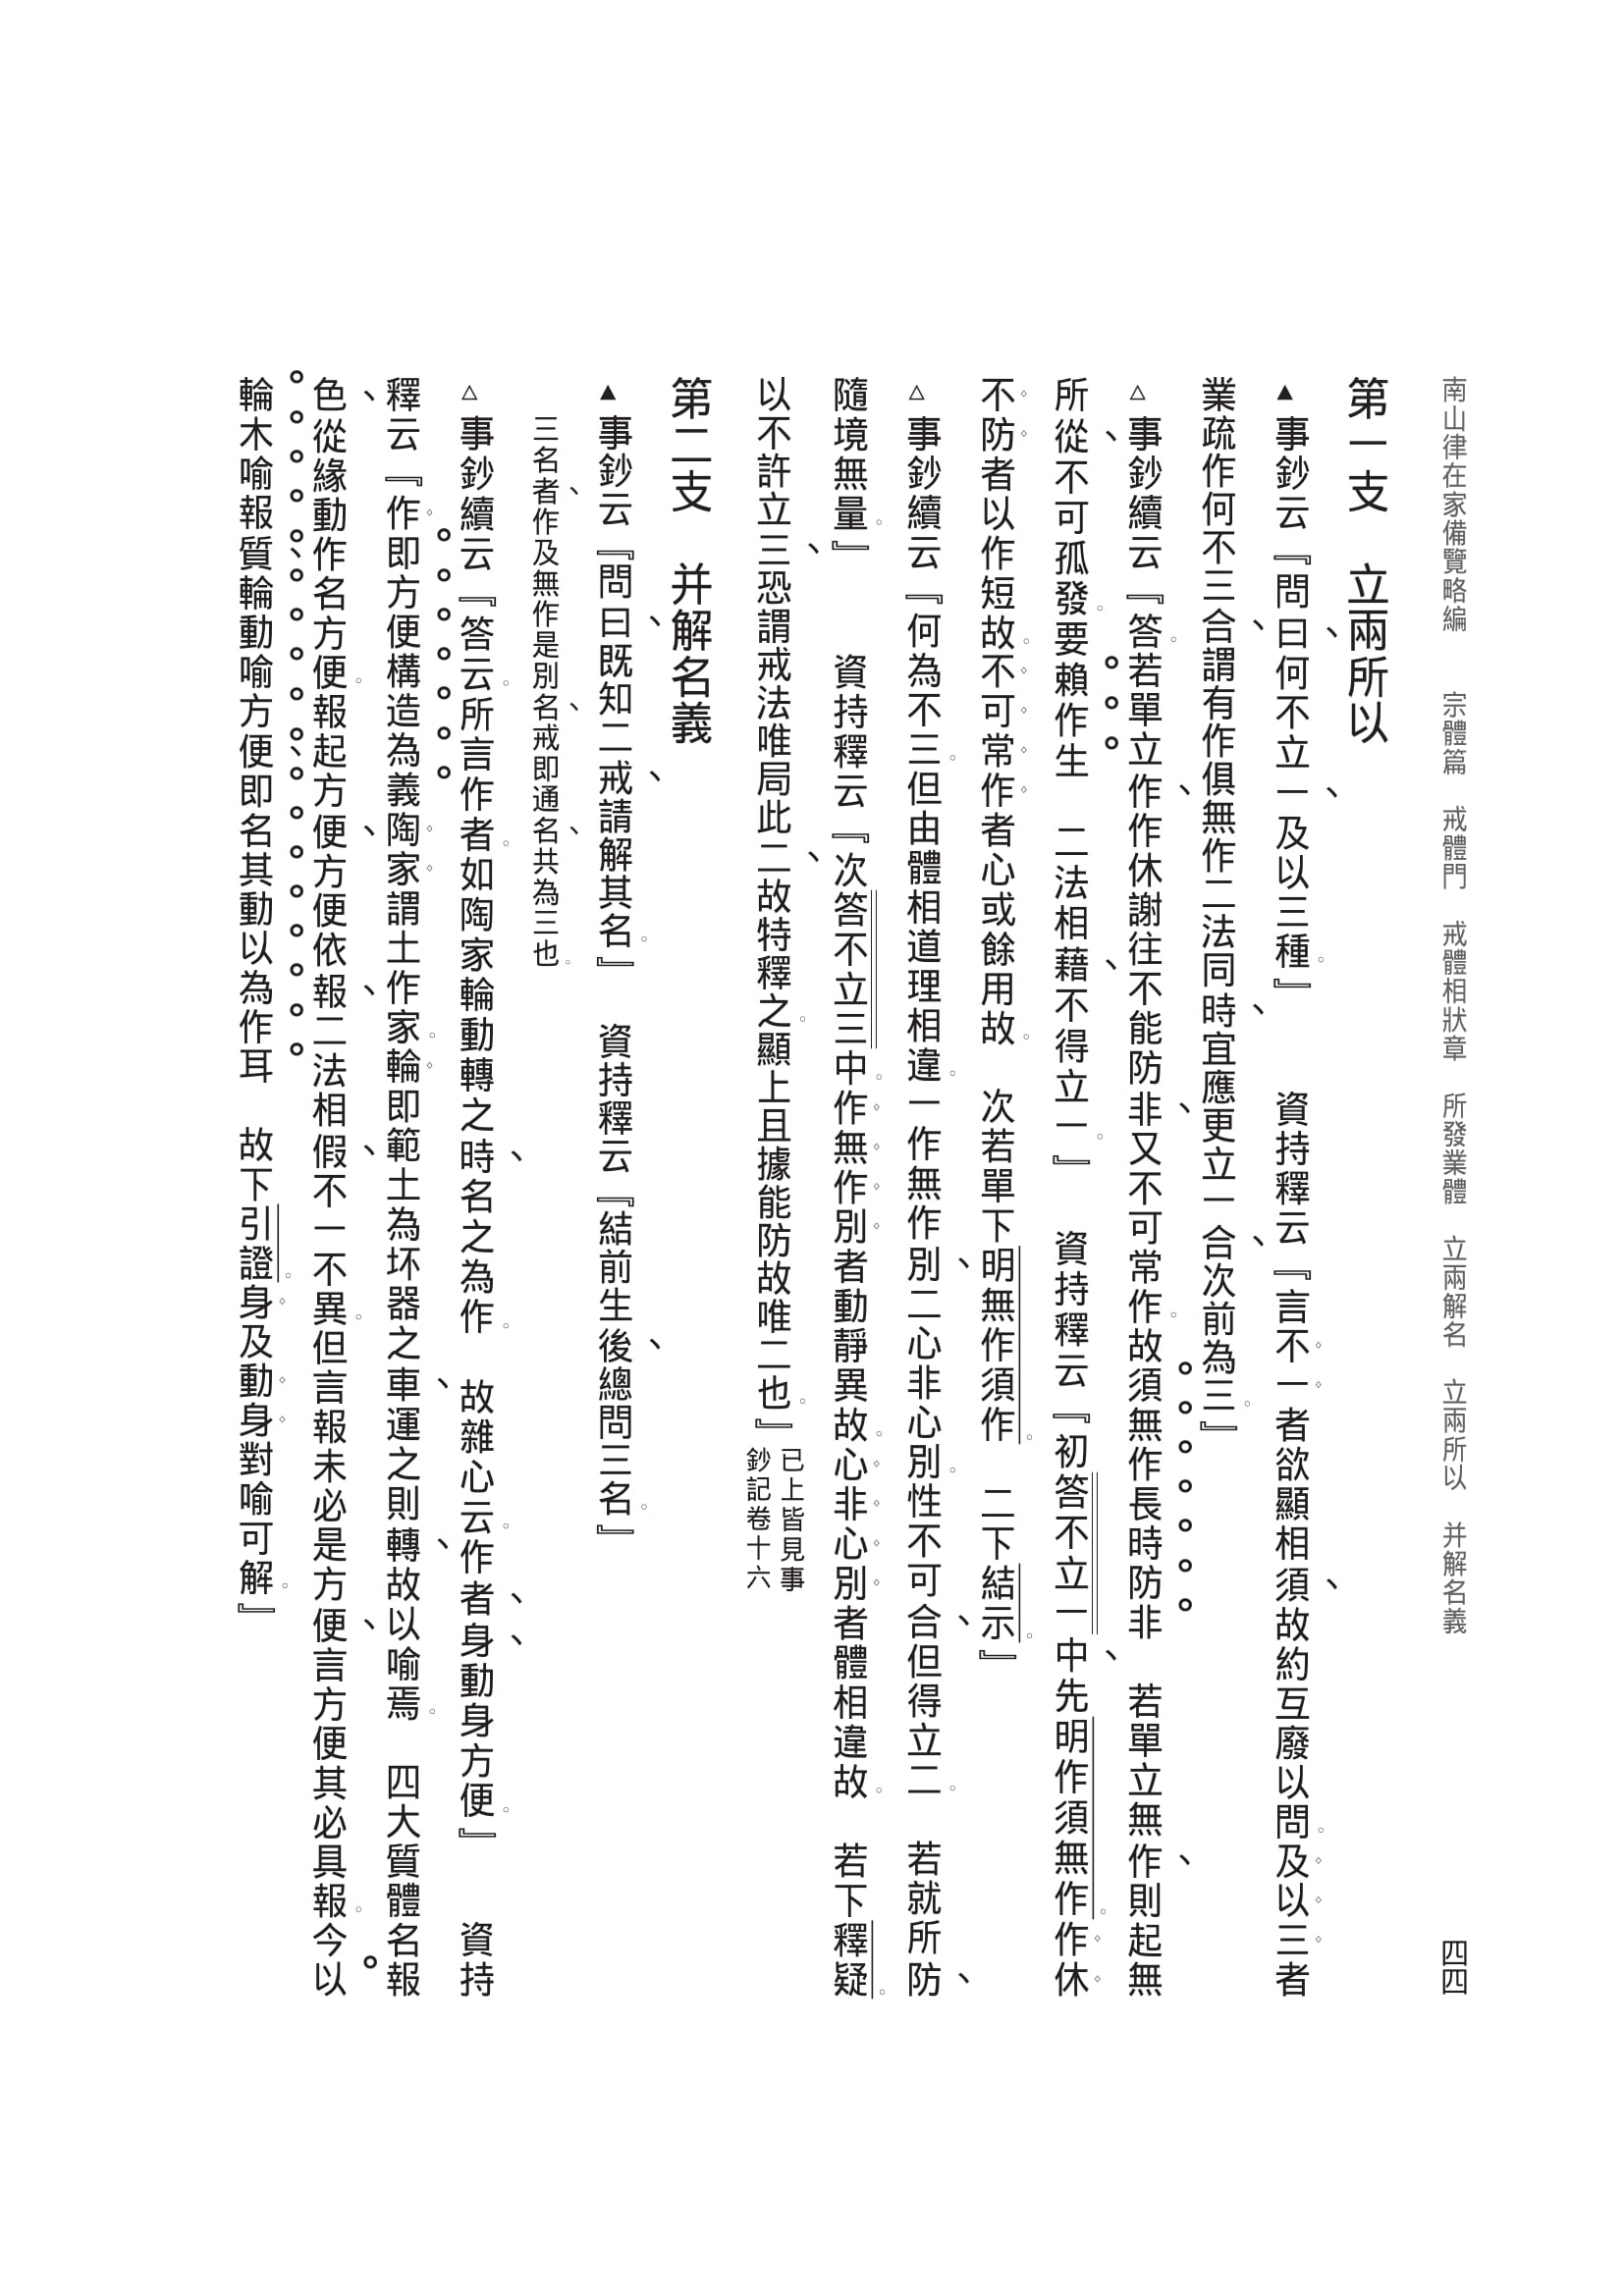 南山律在家備覽略編　宗體篇　戒體門　戒體相狀章　所發業體　立兩解名　立兩所以　并解名義　四四
第一支　立兩所以
▲事鈔云『問曰、何不立一、及以三種。』　資持釋云『言不一者欲顯相須、故約互廢以問。及以三者
業疏作何不三合、謂有作俱無作二法同時、宜應更立一合、次前為三。』
△事鈔續云『答。若單立作、作休謝往不能防非、又不可常作。故須無作長時防非　若單立無作、則起無
所從、不可孤發。要賴作生　二法相藉、不得立一。』　資持釋云『初答不立一中、先明作須無作。作休
不防者以作短故。不可常作者心或餘用故。　次若單下明無作須作。　二下結示。』
△事鈔續云『何為不三。但由體相道理相違。一作無作別、二心非心別。性不可合、但得立二。　若就所防、
隨境無量。』　資持釋云『次答不立三中。作無作別者動靜異故。心非心別者體相違故。　若下釋疑。
以不許立三、恐謂戒法唯局此二、故特釋之。顯上且據能防故唯二也。』已上皆見事鈔記卷十六
第二支　并解名義
▲事鈔云『問曰、既知二戒、請解其名。』　資持釋云『結前生後、總問三名。』
三名者、作及無作是別名、戒即通名、共為三也。
△事鈔續云『答云。所言作者。如陶家輪動轉之時、名之為作。　故雜心云。作者、身、動身方便。』　資持
釋云『作即方便構造為義陶家謂土作家。輪即範土為坏器之車、運之則轉、故以喻焉。　四大質體名報
色、從緣動作名方便。報起方便、方便依報、二法相假、不一不異。但言報未必是方便、言方便其必具報。今以
輪木喻報質、輪動喻方便、即名其動以為作耳　故下引證。身及動身對喻可解。』